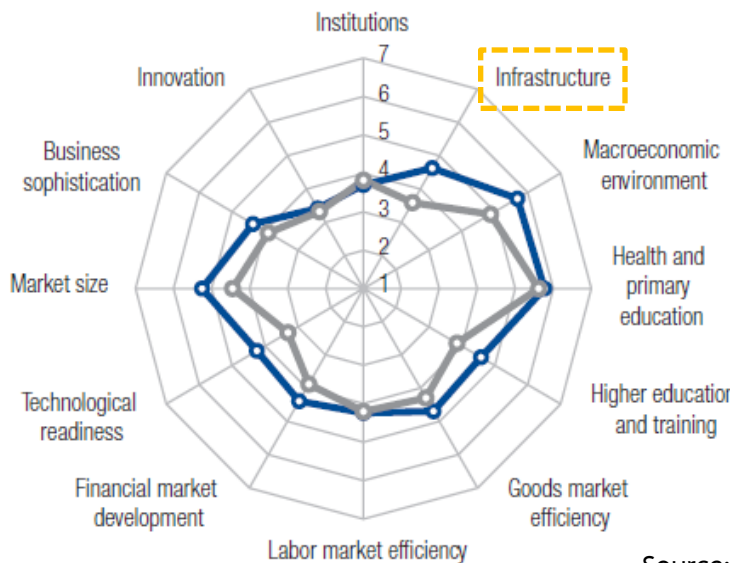 Institutions
7
6
5
4
3
2
1
Infrastructure
Macroeconomic
environment
Health and
primary
education
Higher education
and training
Goods market
efficiency
Labor market efficiency
Financial market
development
Technological
readiness
Market size
Business
sophistication
Innovation